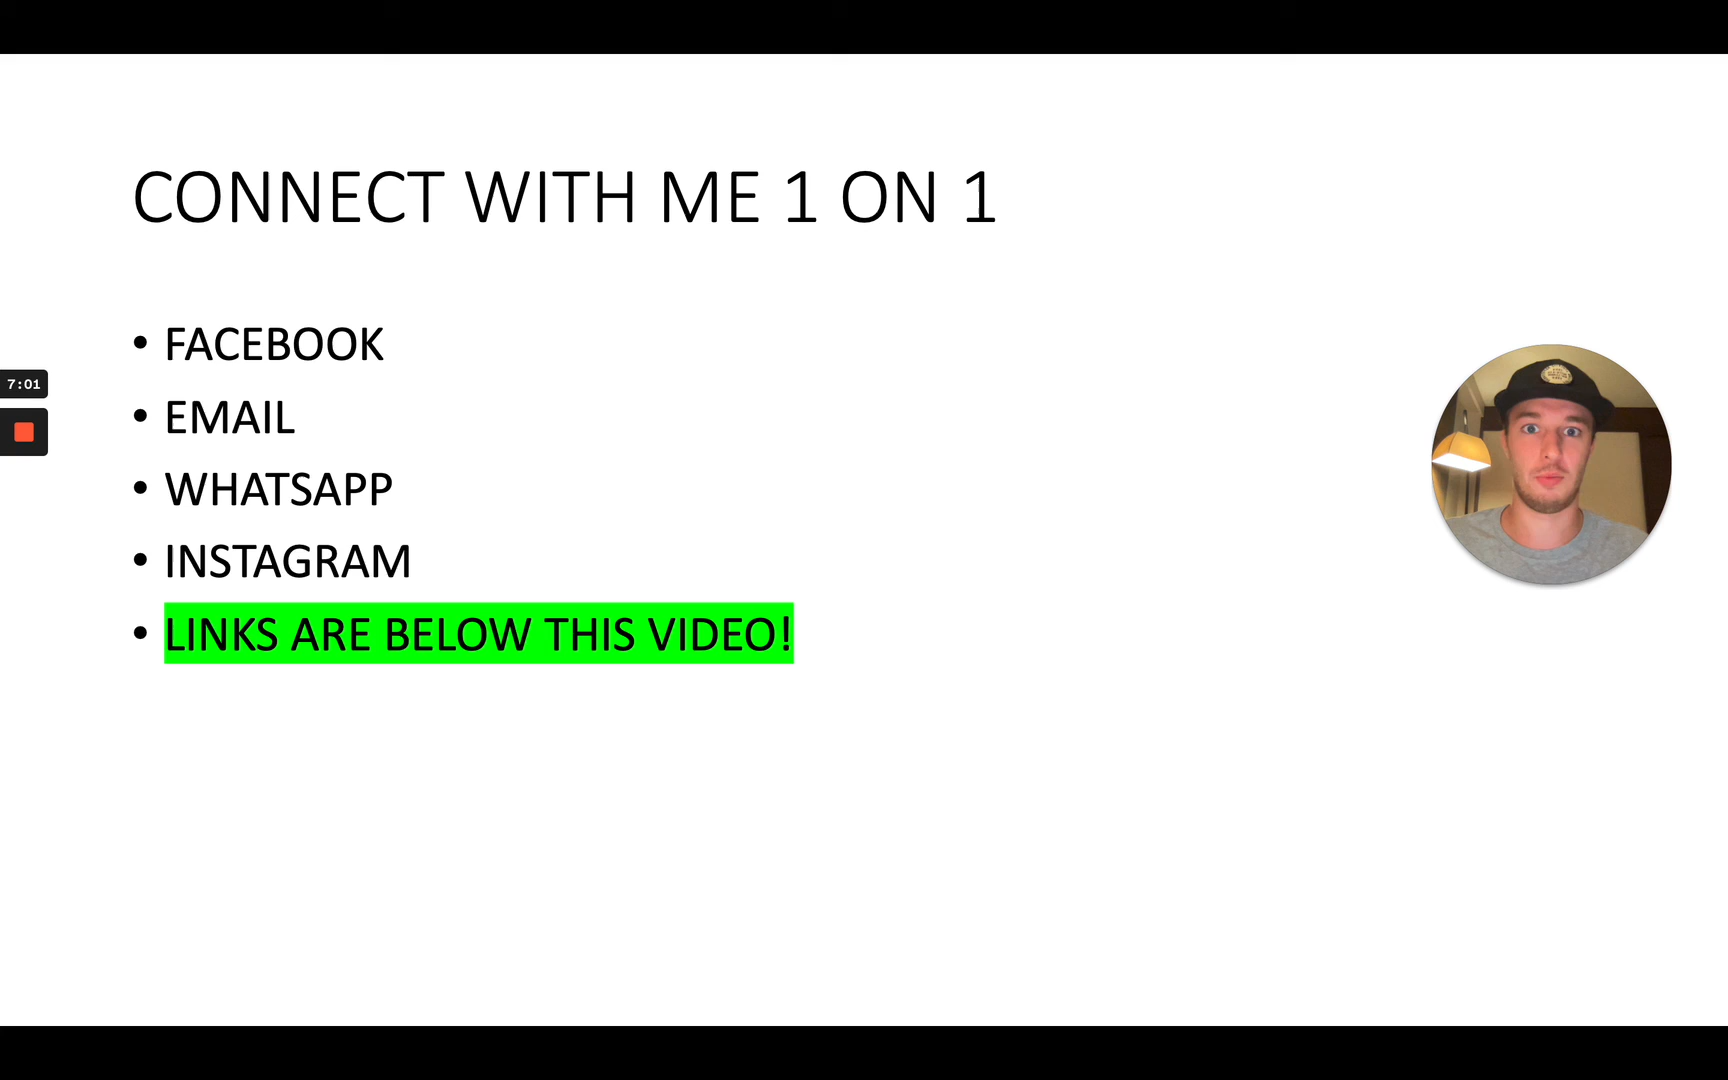 CONNECT WITH ME 1 ON 1
• FACEBOOK
• EMAIL
• WHATSAPP
• INSTAGRAM
• LINKS ARE BELOW THIS VIDEO!
7:01